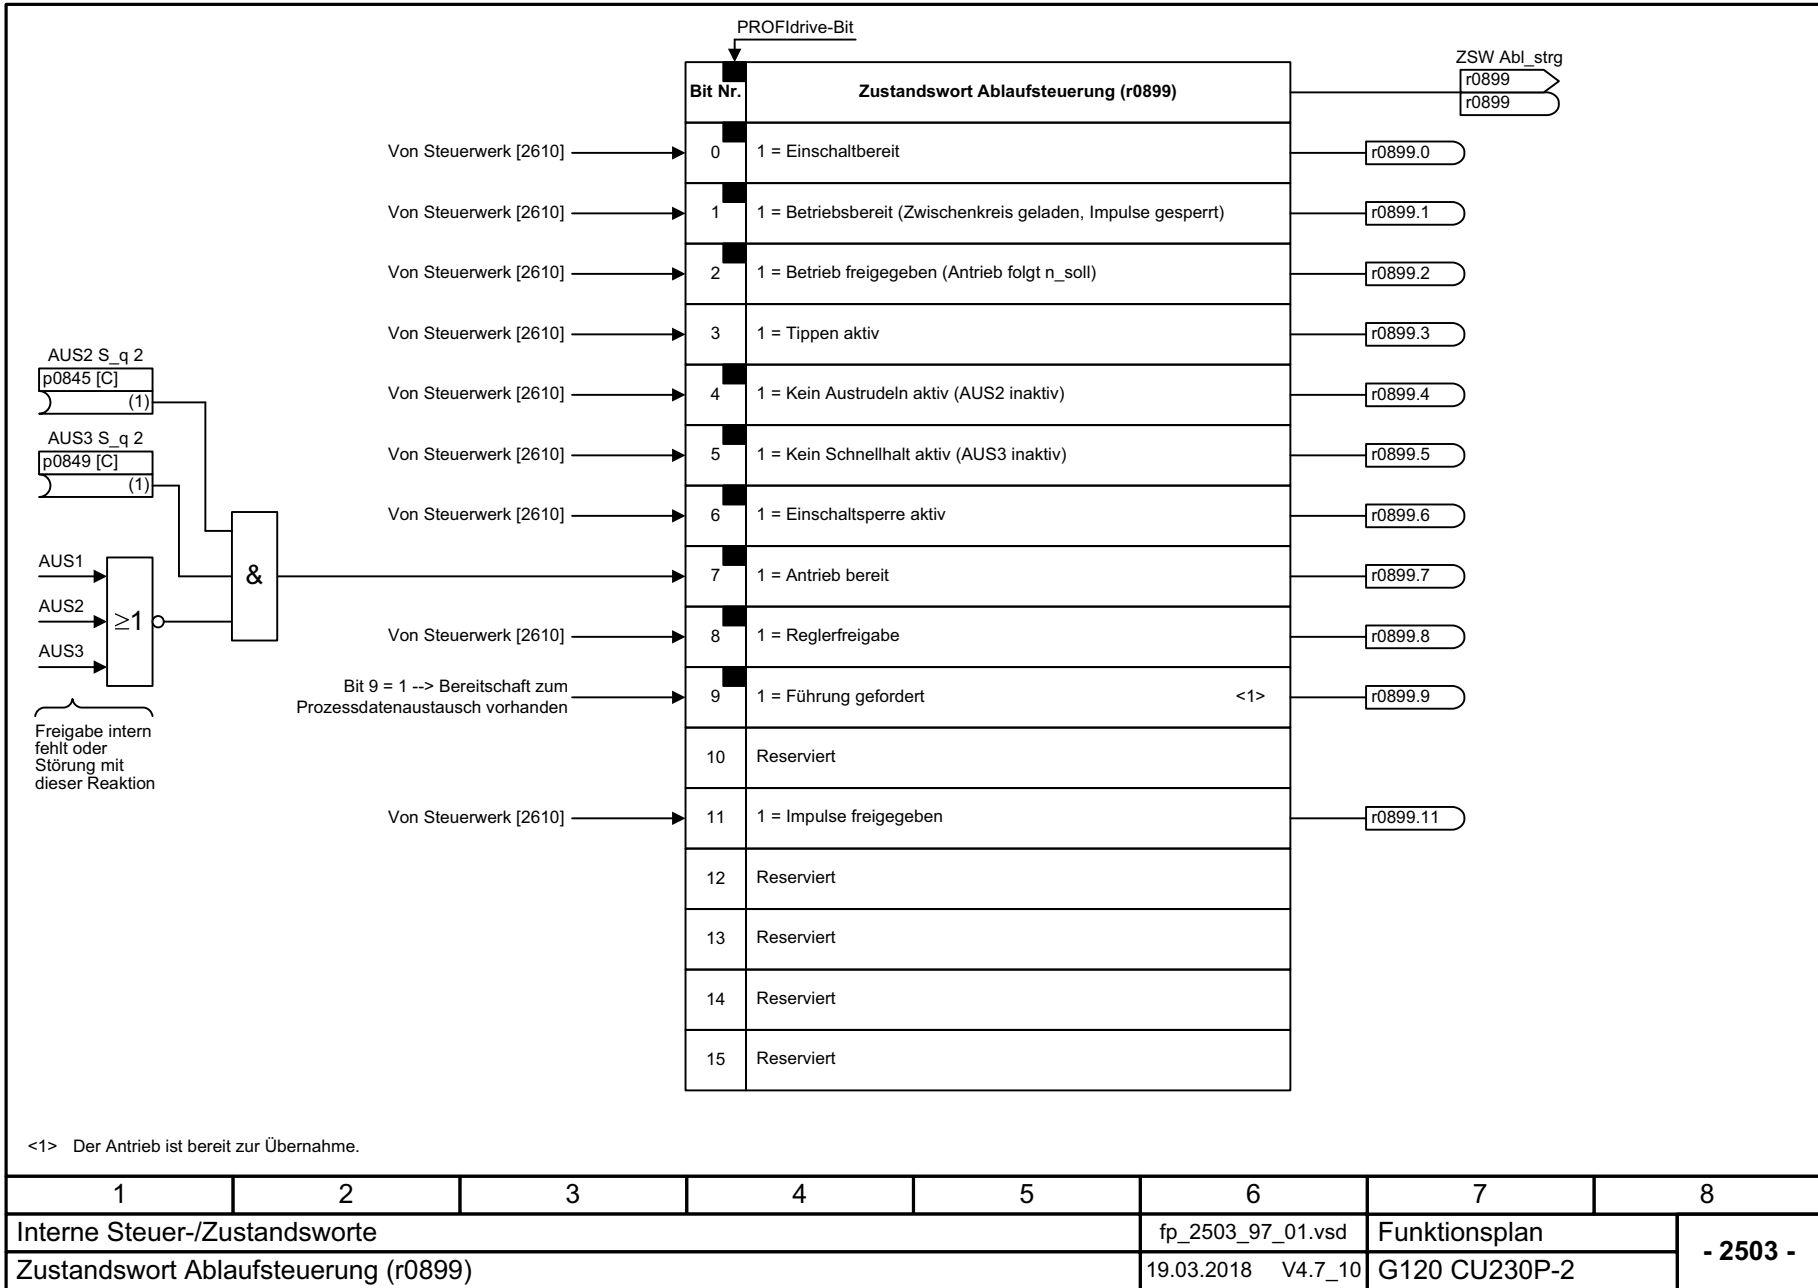 PROFIdrive-Bit
ZSW Abl_strg
r0899
r0899
Bit Nr. Zustandswort Ablaufsteuerung (r0899)
Von Steuerwerk [2610] 0 1 = Einschaltbereit r0899.0
Von Steuerwerk [2610] 1 1 = Betriebsbereit (Zwischenkreis geladen, Impulse gesperrt) r0899.1
Von Steuerwerk [2610] 2 1 = Betrieb freigegeben (Antrieb folgt n_soll) r0899.2
Von Steuerwerk [2610] 3 1 = Tippen aktiv r0899.3
AUS2 S_q 2
p0845 [C]
(1)
Von Steuerwerk [2610] 4 1 = Kein Austrudeln aktiv (AUS2 inaktiv) r0899.4
AUS3 S_q 2
p0849 [C]
(1)
Von Steuerwerk [2610] 5 1 = Kein Schnellhalt aktiv (AUS3 inaktiv) r0899.5
Von Steuerwerk [2610] 6 1 = Einschaltsperre aktiv r0899.6
AUS1
AUS2
AUS3
≥1
&
7 1 = Antrieb bereit r0899.7
Von Steuerwerk [2610] 8 1 = Reglerfreigabe r0899.8
Bit 9 = 1 --> Bereitschaft zum
Prozessdatenaustausch vorhanden
9 1 = Führung gefordert <1> r0899.9
Freigabe intern
fehlt oder
Störung mit
dieser Reaktion
10 Reserviert
Von Steuerwerk [2610] 11 1 = Impulse freigegeben r0899.11
12 Reserviert
13 Reserviert
14 Reserviert
15 Reserviert
<1> Der Antrieb ist bereit zur Übernahme.
1 2 3 4 5 6 7 8
Interne Steuer-/Zustandsworte fp_2503_97_01.vsd Funktionsplan
- 2503 -
Zustandswort Ablaufsteuerung (r0899) 19.03.2018 V4.7_10 G120 CU230P-2